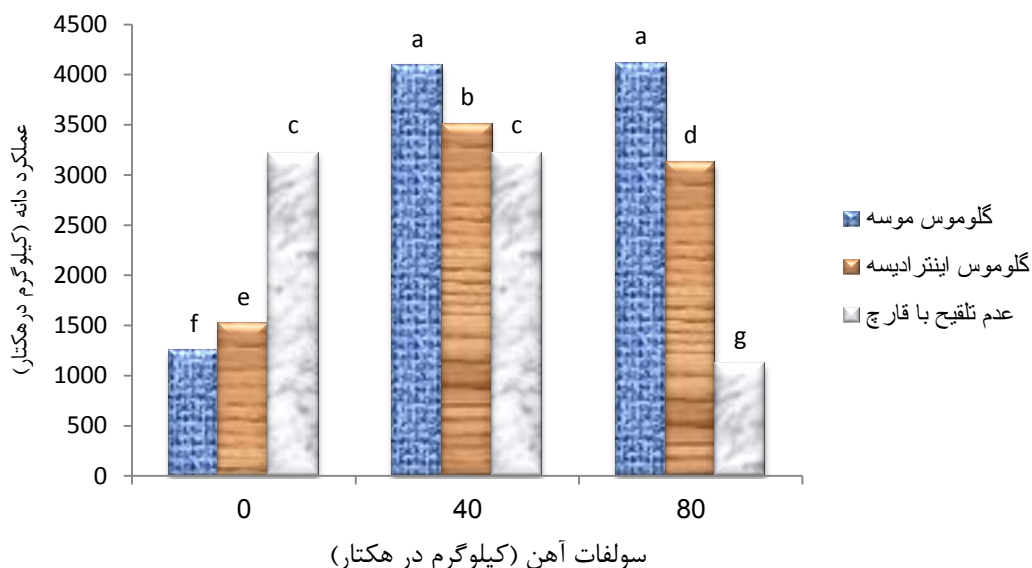 عملکرد دانه (کیلوگرم درهکتار)
4500
4000
3500
3000
2500
2000
1500
1000
500
0
f
e
c
a
b
c
a
d
g
0
40
80
سولفات آهن (کیلوگرم در هکتار)
گلوموس موسه
گلوموس اینترادیسه
عدم تلقیح با قارچ